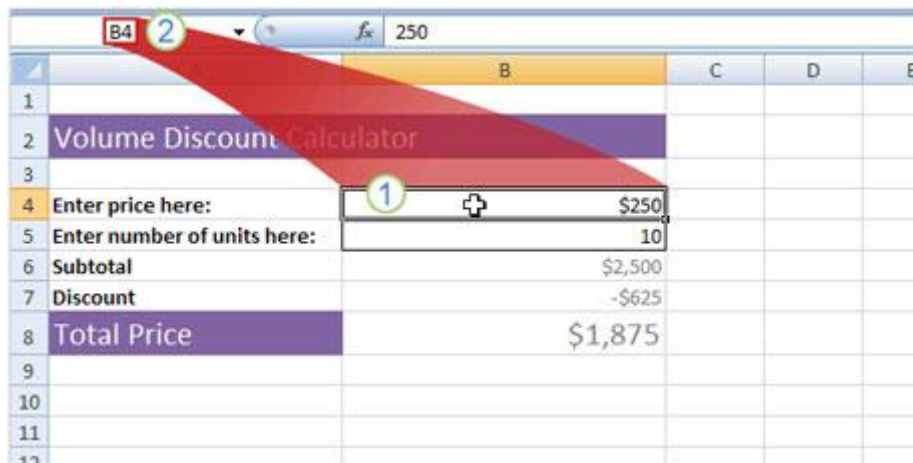 B4 2 fx 250
A B C D E
1
2 Volume Discount Calculator
3
4 Enter price here: 1 $250
5 Enter number of units here: 10
6 Subtotal $2,500
7 Discount -$625
8 Total Price $1,875
9
10
11
12